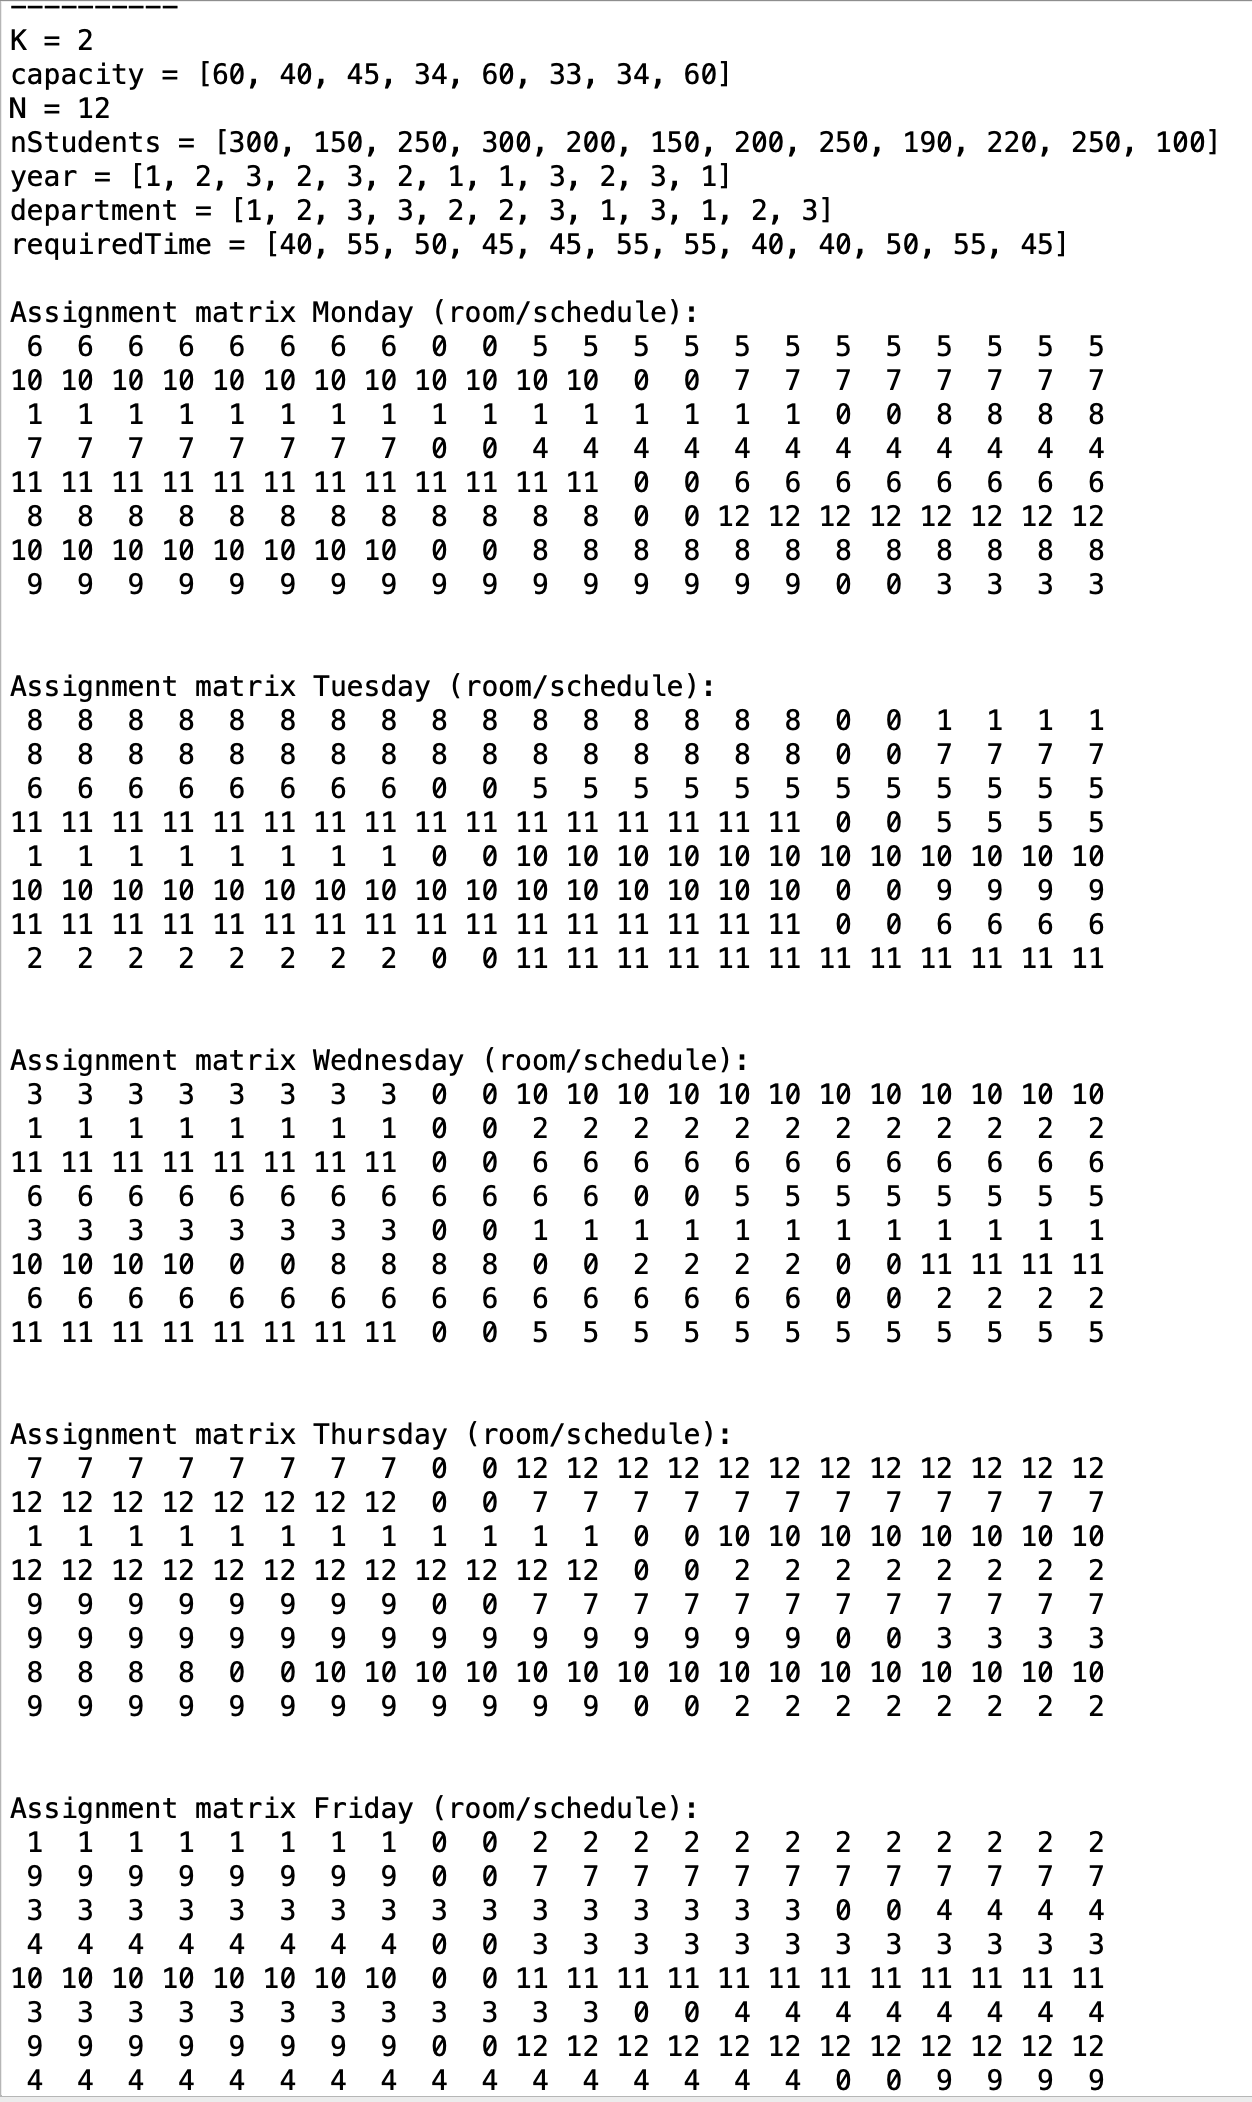 ----------
K = 2
capacity = [60, 40, 45, 34, 60, 33, 34, 60]
N = 12
nStudents = [300, 150, 250, 300, 200, 150, 200, 250, 190, 220, 250, 100]
year = [1, 2, 3, 2, 3, 2, 1, 1, 3, 2, 3, 1]
department = [1, 2, 3, 3, 2, 2, 3, 1, 3, 1, 2, 3]
requiredTime = [40, 55, 50, 45, 45, 55, 55, 40, 40, 50, 55, 45]
Assignment matrix Monday (room/schedule):
6 6 6 6 6 6 6 6 0 0 5 5 5 5 5 5 5 5 5 5 5 5
10 10 10 10 10 10 10 10 10 10 10 10 0 0 7 7 7 7 7 7 7 7
1 1 1 1 1 1 1 1 1 1 1 1 1 1 1 1 0 0 8 8 8 8
7 7 7 7 7 7 7 7 0 0 4 4 4 4 4 4 4 4 4 4 4 4
11 11 11 11 11 11 11 11 11 11 11 11 0 0 6 6 6 6 6 6 6 6
8 8 8 8 8 8 8 8 8 8 8 8 0 0 12 12 12 12 12 12 12 12
10 10 10 10 10 10 10 10 0 0 8 8 8 8 8 8 8 8 8 8 8 8
9 9 9 9 9 9 9 9 9 9 9 9 9 9 9 9 0 0 3 3 3 3
Assignment matrix Tuesday (room/schedule):
8 8 8 8 8 8 8 8 8 8 8 8 8 8 8 8 0 0 1 1 1 1
8 8 8 8 8 8 8 8 8 8 8 8 8 8 8 8 0 0 7 7 7 7
6 6 6 6 6 6 6 6 0 0 5 5 5 5 5 5 5 5 5 5 5 5
11 11 11 11 11 11 11 11 11 11 11 11 11 11 11 11 0 0 5 5 5 5
1 1 1 1 1 1 1 1 0 0 10 10 10 10 10 10 10 10 10 10 10 10
10 10 10 10 10 10 10 10 10 10 10 10 10 10 10 10 0 0 9 9 9 9
11 11 11 11 11 11 11 11 11 11 11 11 11 11 11 11 0 0 6 6 6 6
2 2 2 2 2 2 2 2 0 0 11 11 11 11 11 11 11 11 11 11 11 11
Assignment matrix Wednesday (room/schedule):
3 3 3 3 3 3 3 3 0 0 10 10 10 10 10 10 10 10 10 10 10 10
1 1 1 1 1 1 1 1 0 0 2 2 2 2 2 2 2 2 2 2 2 2
11 11 11 11 11 11 11 11 0 0 6 6 6 6 6 6 6 6 6 6 6 6
6 6 6 6 6 6 6 6 6 6 6 6 0 0 5 5 5 5 5 5 5 5
3 3 3 3 3 3 3 3 0 0 1 1 1 1 1 1 1 1 1 1 1 1
10 10 10 10 0 0 8 8 8 8 0 0 2 2 2 2 0 0 11 11 11 11
6 6 6 6 6 6 6 6 6 6 6 6 6 6 6 6 0 0 2 2 2 2
11 11 11 11 11 11 11 11 0 0 5 5 5 5 5 5 5 5 5 5 5 5
Assignment matrix Thursday (room/schedule):
7 7 7 7 7 7 7 7 0 0 12 12 12 12 12 12 12 12 12 12 12 12
12 12 12 12 12 12 12 12 0 0 7 7 7 7 7 7 7 7 7 7 7 7
1 1 1 1 1 1 1 1 1 1 1 1 0 0 10 10 10 10 10 10 10 10
12 12 12 12 12 12 12 12 12 12 12 12 0 0 2 2 2 2 2 2 2 2
9 9 9 9 9 9 9 9 0 0 7 7 7 7 7 7 7 7 7 7 7 7
9 9 9 9 9 9 9 9 9 9 9 9 9 9 9 9 0 0 3 3 3 3
8 8 8 8 0 0 10 10 10 10 10 10 10 10 10 10 10 10 10 10 10 10
9 9 9 9 9 9 9 9 9 9 9 9 0 0 2 2 2 2 2 2 2 2
Assignment matrix Friday (room/schedule):
1 1 1 1 1 1 1 1 0 0 2 2 2 2 2 2 2 2 2 2 2 2
9 9 9 9 9 9 9 9 0 0 7 7 7 7 7 7 7 7 7 7 7 7
3 3 3 3 3 3 3 3 3 3 3 3 3 3 3 3 0 0 4 4 4 4
4 4 4 4 4 4 4 4 0 0 3 3 3 3 3 3 3 3 3 3 3 3
10 10 10 10 10 10 10 10 0 0 11 11 11 11 11 11 11 11 11 11 11 11
3 3 3 3 3 3 3 3 3 3 3 3 0 0 4 4 4 4 4 4 4 4
9 9 9 9 9 9 9 9 0 0 12 12 12 12 12 12 12 12 12 12 12 12
4 4 4 4 4 4 4 4 4 4 4 4 4 4 4 4 0 0 9 9 9 9